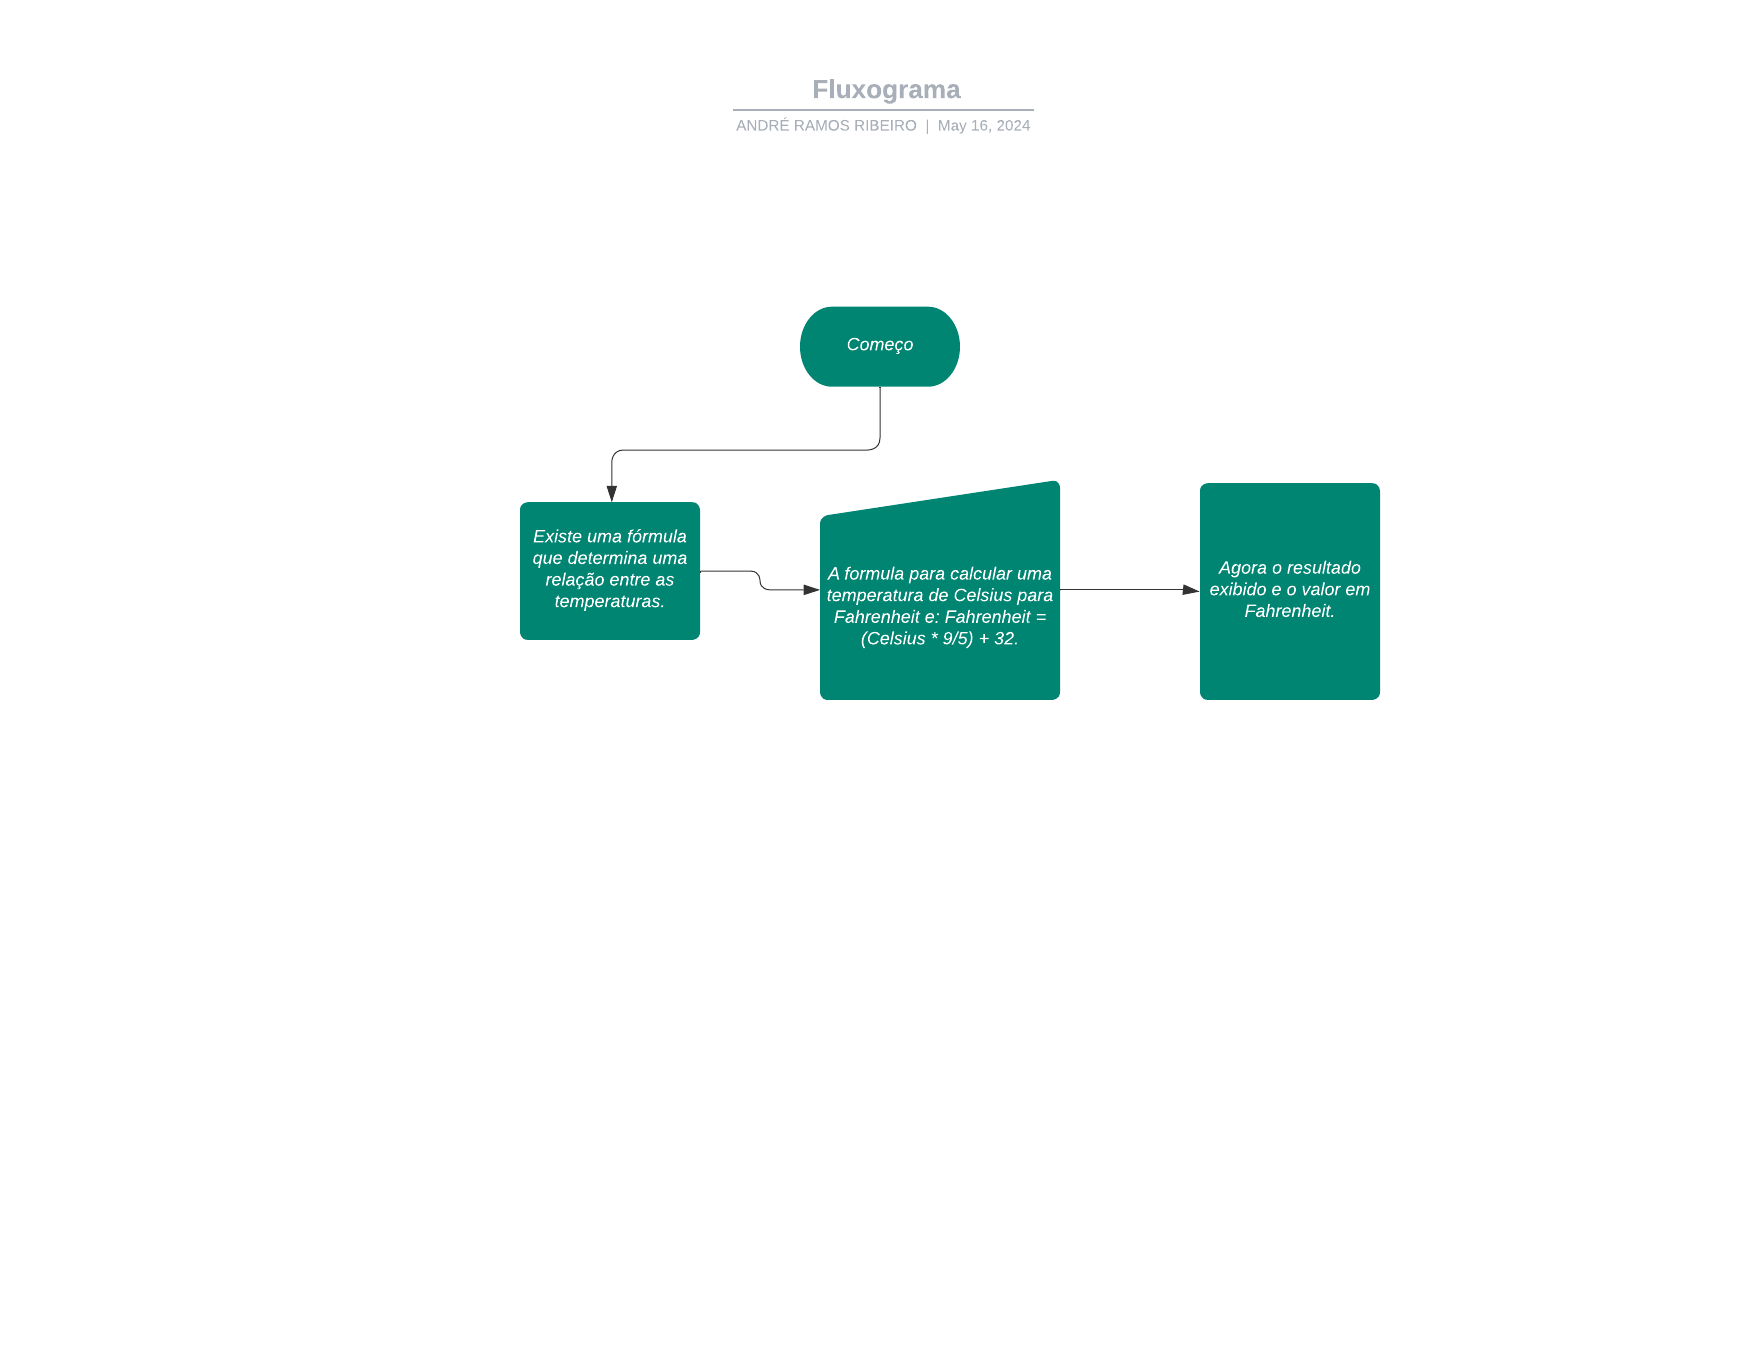 Fluxograma
ANDRÉ RAMOS RIBEIRO | May 16, 2024
Começo
Existe uma fórmula
que determina uma
relação entre as
temperaturas.
A formula para calcular uma
temperatura de Celsius para
Fahrenheit e: Fahrenheit =
(Celsius * 9/5) + 32.
Agora o resultado
exibido e o valor em
Fahrenheit.